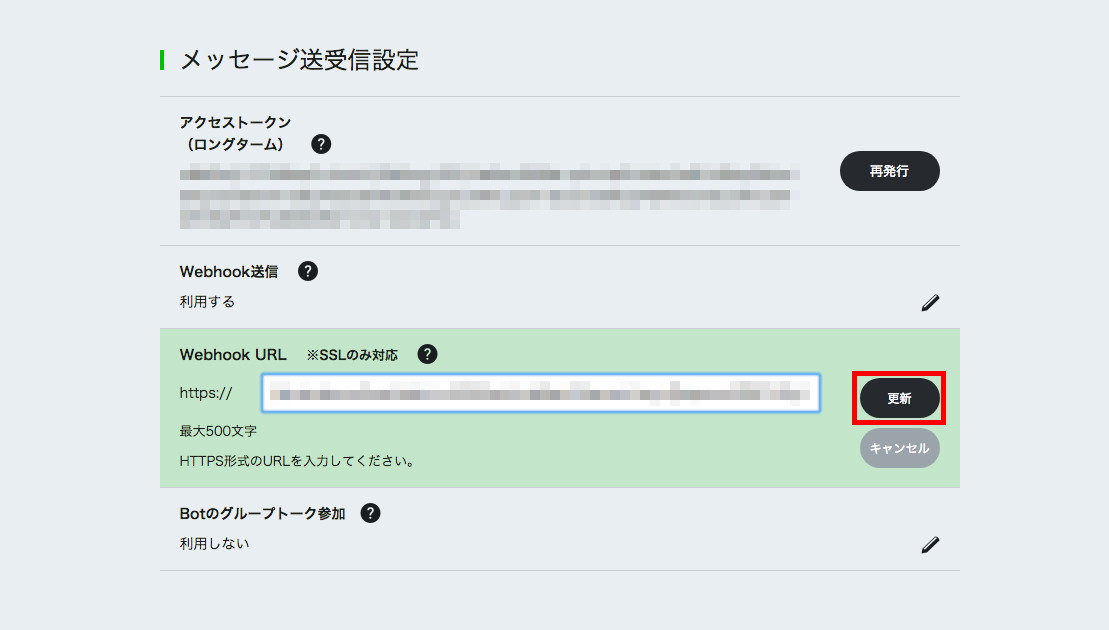 メッセージ送受信設定
アクセストークン
（ロングターム） ?
再発行
Webhook送信 ?
利用する
Webhook URL ※SSLのみ対応 ?
https://
更新
最大500文字
キャンセル
HTTPS形式のURLを入力してください。
Botのグループトーク参加 ?
利用しない